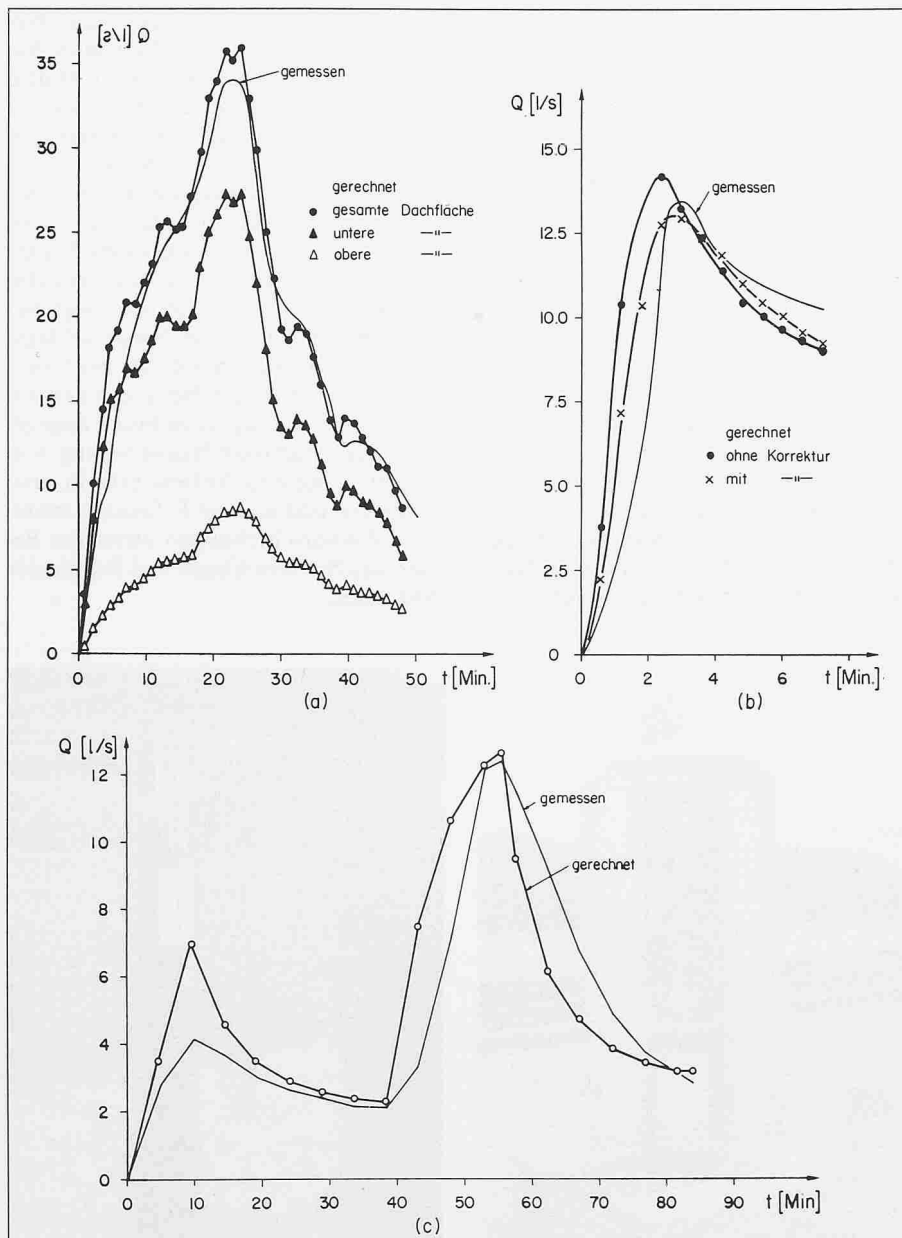 Q [l/s]
35
30
25
20
15
10
5
0
gemessen
gerechnet
gesamte Dachfläche
untere —"—
obere —"—
0 10 20 30 40 50
t [Min.]
(a)
Q [l/s]
15.0
12.5
10.0
7.5
5.0
2.5
0
gemessen
gerechnet
ohne Korrektur
mit —"—
0 2 4 6
t [Min.]
(b)
Q [l/s]
12
10
8
6
4
2
0
gemessen
gerechnet
0 10 20 30 40 50 60 70 80 90
t [Min]
(c)